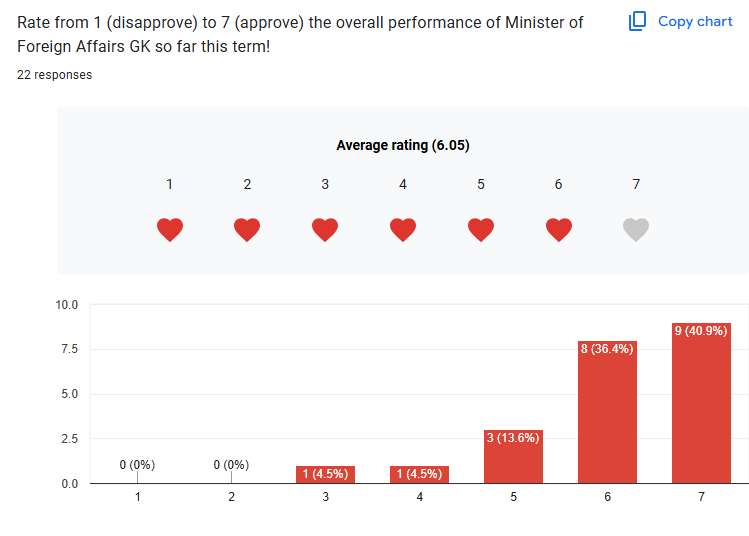 Rate from 1 (disapprove) to 7 (approve) the overall performance of Minister of
Foreign Affairs GK so far this term!
Copy chart
22 responses
Average rating (6.05)
1 2 3 4 5 6 7
10.0
7.5
5.0
2.5
0.0
0 (0%) 0 (0%) 1 (4.5%) 1 (4.5%) 3 (13.6%) 8 (36.4%) 9 (40.9%)
1 2 3 4 5 6 7